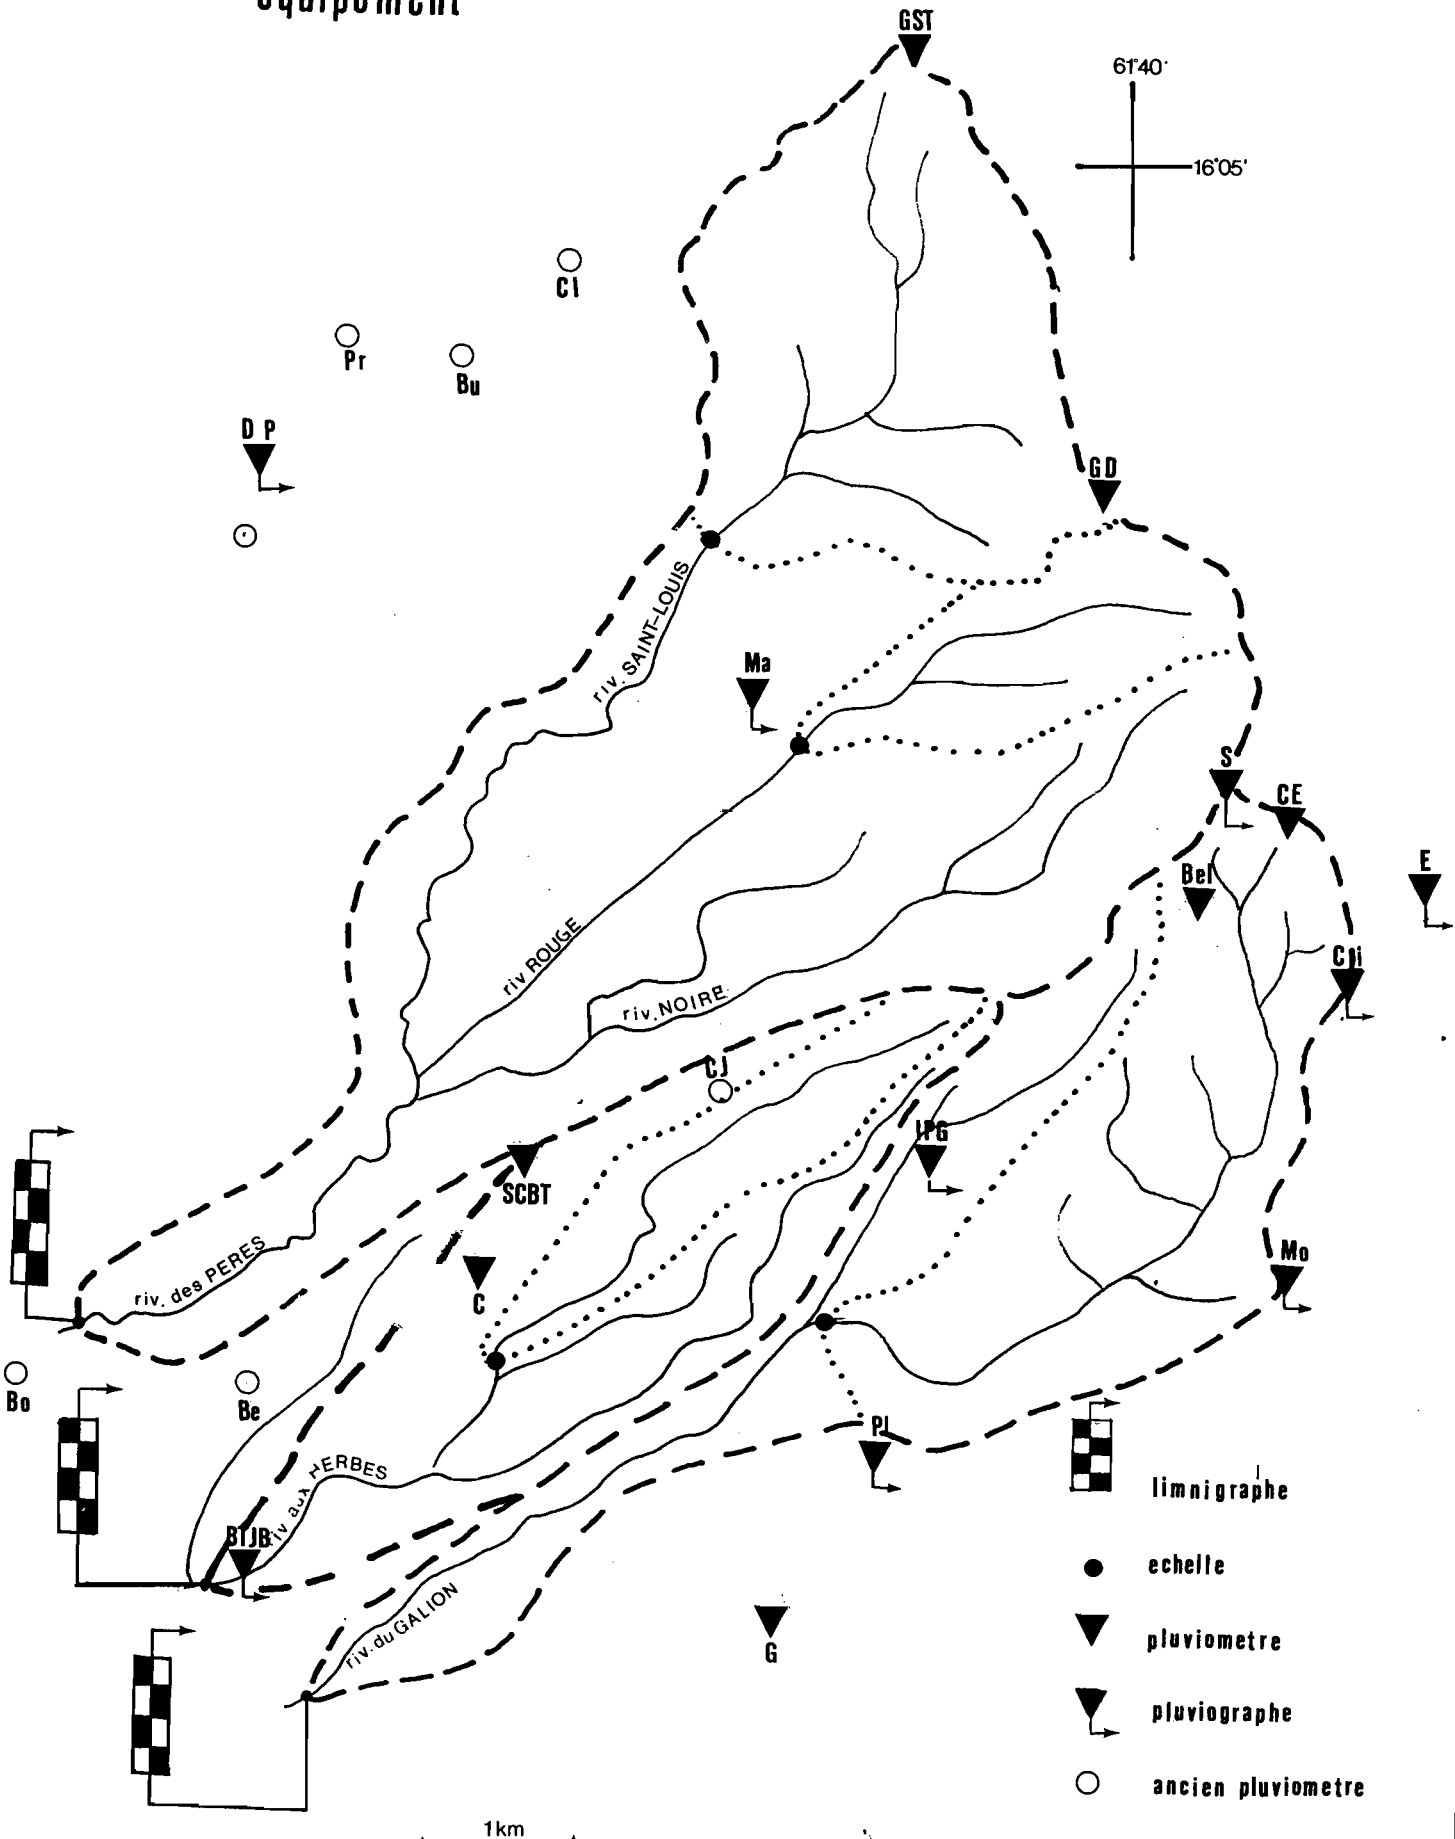 équipement
GST
61°40'
16°05'
Cl
Pr
Bu
D P
GD
riv. SAINT-LOUIS
Ma
S
CE
E
Bel
riv ROUGE
riv. NOIRE
CJ
IPG
SCBT
Mo
riv. des PERES
C
Bo
Be
PI
riv aux HERBES
limnigraphe
BTJB
echelle
riv. du GALION
G
pluviometre
pluviographe
ancien pluviometre
1km